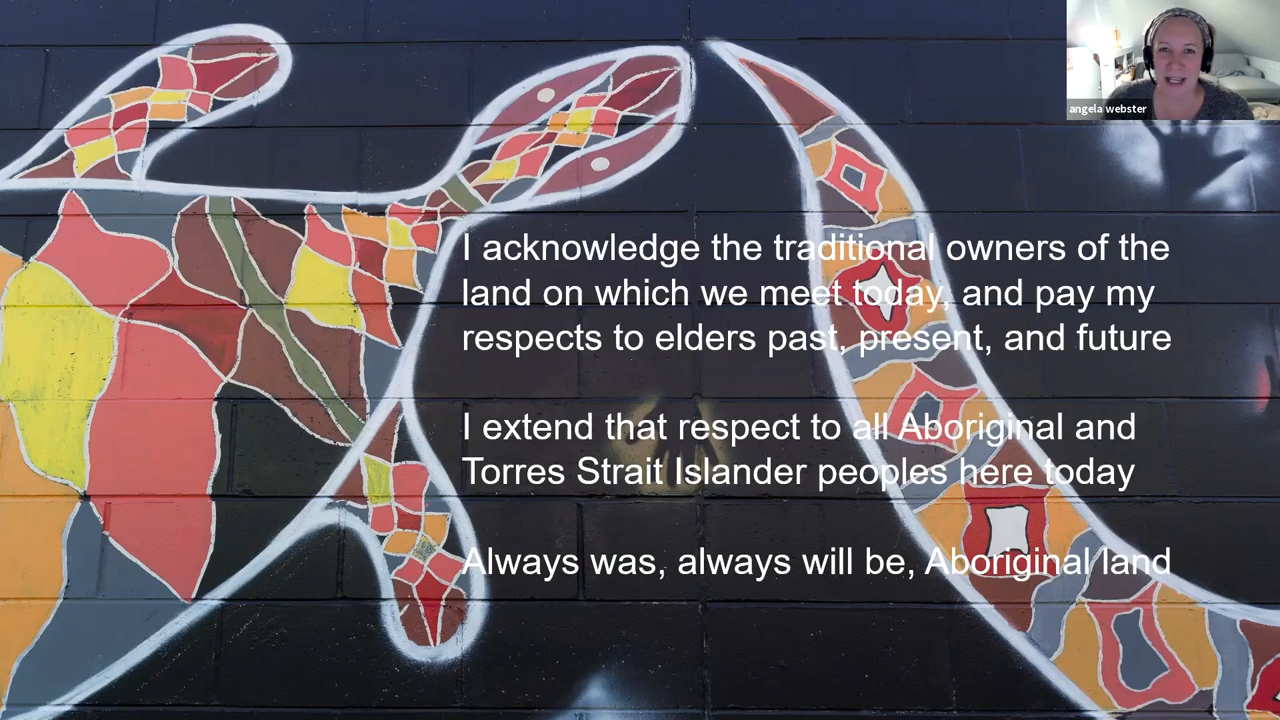 angela webster
I acknowledge the traditional owners of the
land on which we meet today, and pay my
respects to elders past, present, and future
I extend that respect to all Aboriginal and
Torres Strait Islander peoples here today
Always was, always will be, Aboriginal land